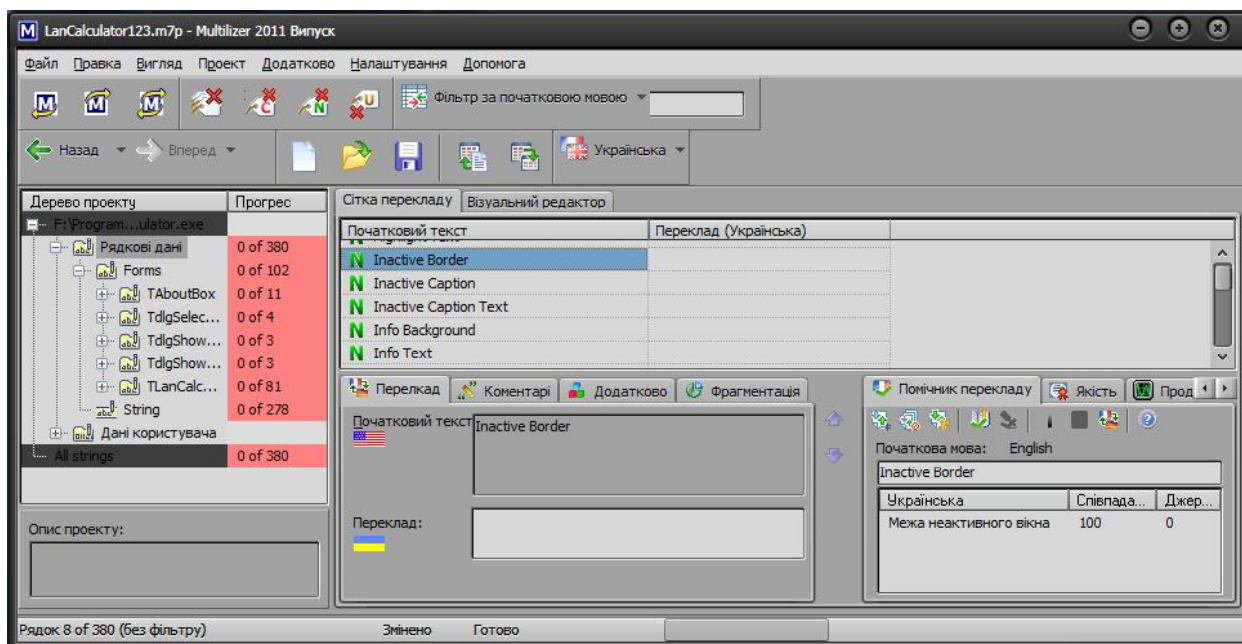 LanCalculator123.m7p - Multilizer 2011 Випуск
Файл Правка Вигляд Проект Додатково Налаштування Допомога
Фільтр за початковою мовою
Назад Вперед Українська
Дерево проекту Прогрес
F:\Program...ulator.exe
Рядкові дані 0 of 380
Forms 0 of 102
TAboutBox 0 of 11
TdlgSelec... 0 of 4
TdlgShow... 0 of 3
TdlgShow... 0 of 3
TLanCalc... 0 of 81
String 0 of 278
Дані користувача
All strings 0 of 380
Опис проекту:
Сітка перекладу Візуальний редактор
Початковий текст Переклад (Українська)
Inactive Border
Inactive Caption
Inactive Caption Text
Info Background
Info Text
Перелкад Коментарі Додатково Фрагментація
Початковий текст Inactive Border
Переклад:
Помічник перекладу Якість Прод
Початкова мова: English
Inactive Border
Українська Співпада... Джер...
Межа неактивного вікна 100 0
Рядок 8 of 380 (без фільтру) Змінено Готово